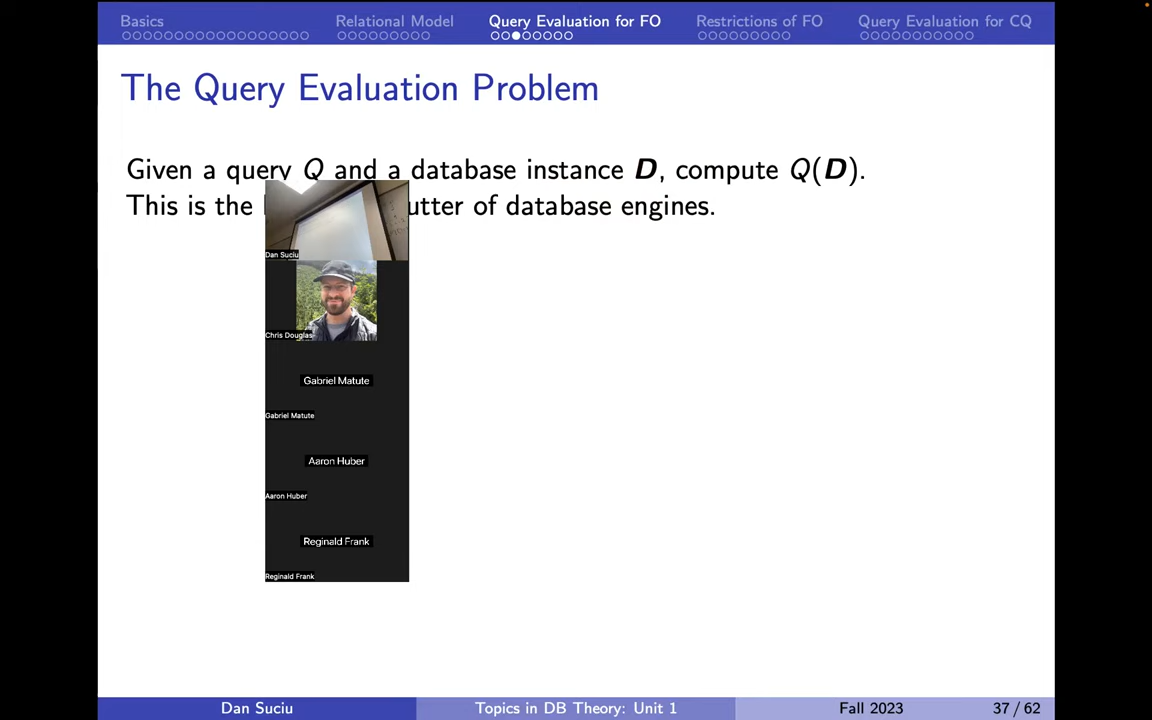 Basics Relational Model Query Evaluation for FO Restrictions of FO Query Evaluation for CQ
The Query Evaluation Problem
Given a query Q and a database instance D, compute Q(D).
This is the utter of database engines.
Dan Suciu
Chris Douglas
Gabriel Matute
Gabriel Matute
Aaron Huber
Aaron Huber
Reginald Frank
Reginald Frank
Dan Suciu Topics in DB Theory: Unit 1 Fall 2023 37 / 62